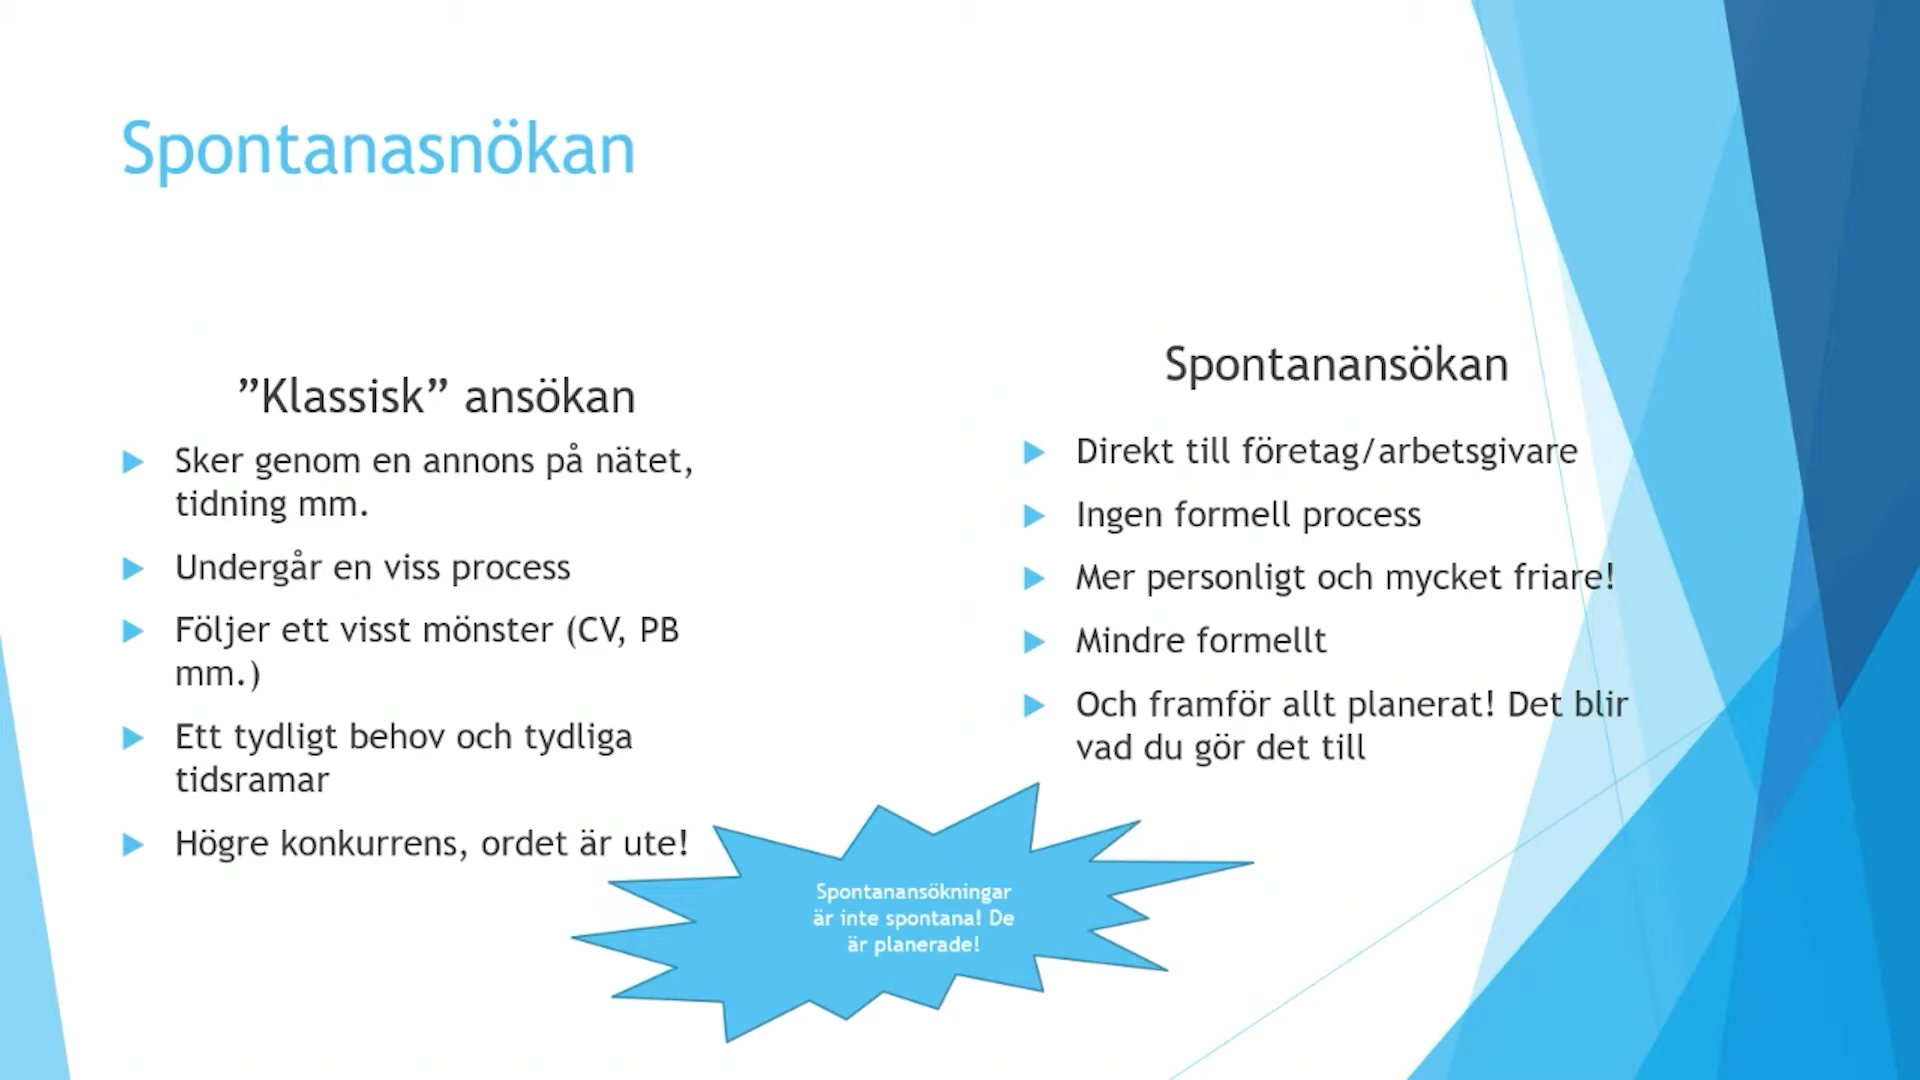 Spontanasnökan
”Klassisk” ansökan
Sker genom en annons på nätet,
tidning mm.
Undergår en viss process
Följer ett visst mönster (CV, PB
mm.)
Ett tydligt behov och tydliga
tidsramar
Högre konkurrens, ordet är ute!
Spontanansökan
Direkt till företag/arbetsgivare
Ingen formell process
Mer personligt och mycket friare!
Mindre formellt
Och framför allt planerat! Det blir
vad du gör det till
Spontanansökningar
är inte spontana! De
är planerade!